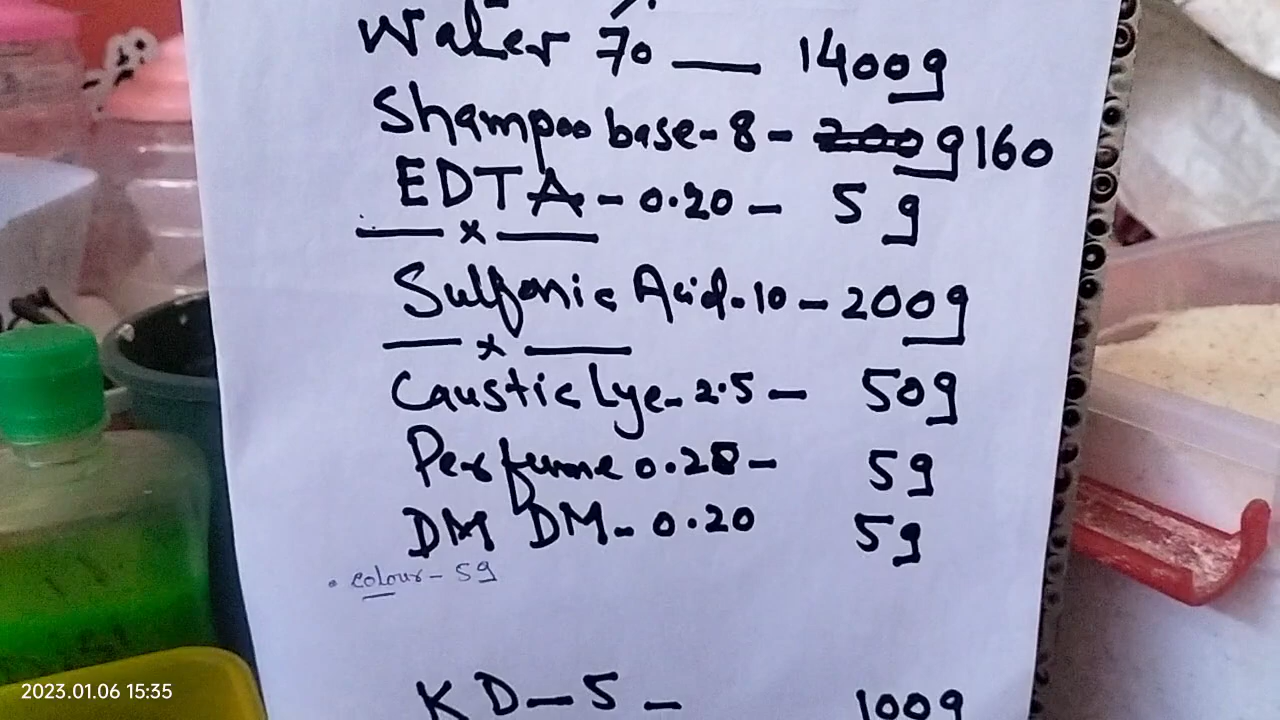 Water 70 — 1400g
Shampoo base - 8 - 200g 160
EDTA - 0.20 - 5g
— x —
Sulfonic Acid - 10 - 200g
— x —
Caustic Lye - 2.5 - 50g
Perfume 0.25 - 5g
DM DM - 0.20 5g
• colour - 5g
KD - 5 - 100g
2023.01.06 15:35